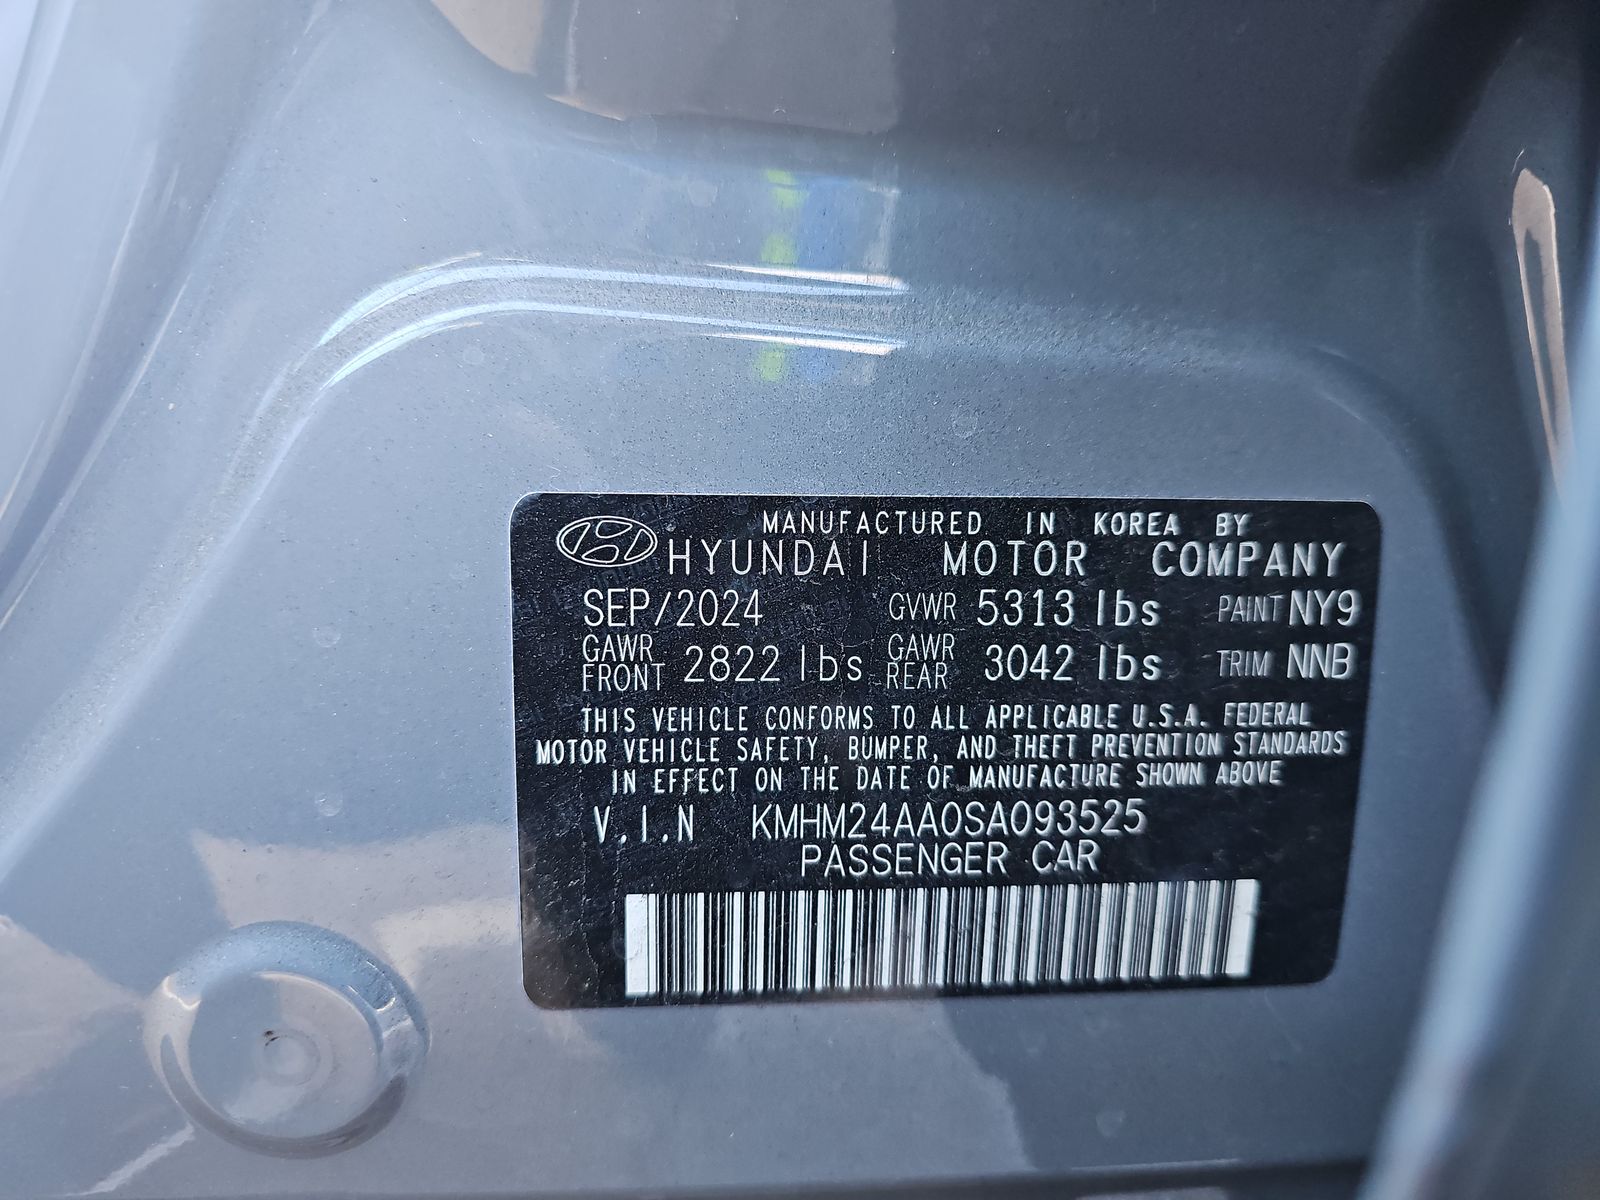 MANUFACTURED IN KOREA BY
HYUNDAI MOTOR COMPANY
SEP/2024 GVWR 5313 lbs PAINT NY9
GAWR FRONT 2822 lbs GAWR REAR 3042 lbs TRIM NNB
THIS VEHICLE CONFORMS TO ALL APPLICABLE U.S.A. FEDERAL
MOTOR VEHICLE SAFETY, BUMPER, AND THEFT PREVENTION STANDARDS
IN EFFECT ON THE DATE OF MANUFACTURE SHOWN ABOVE
V.I.N KMHM24AA0SA093525
PASSENGER CAR